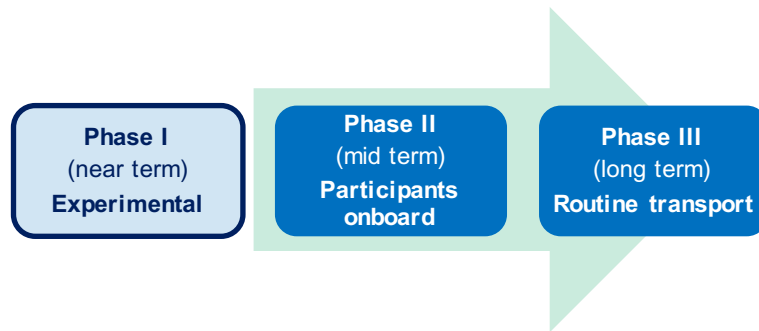 Phase I
(near term)
Experimental
Phase II
(mid term)
Participants
onboard
Phase III
(long term)
Routine transport